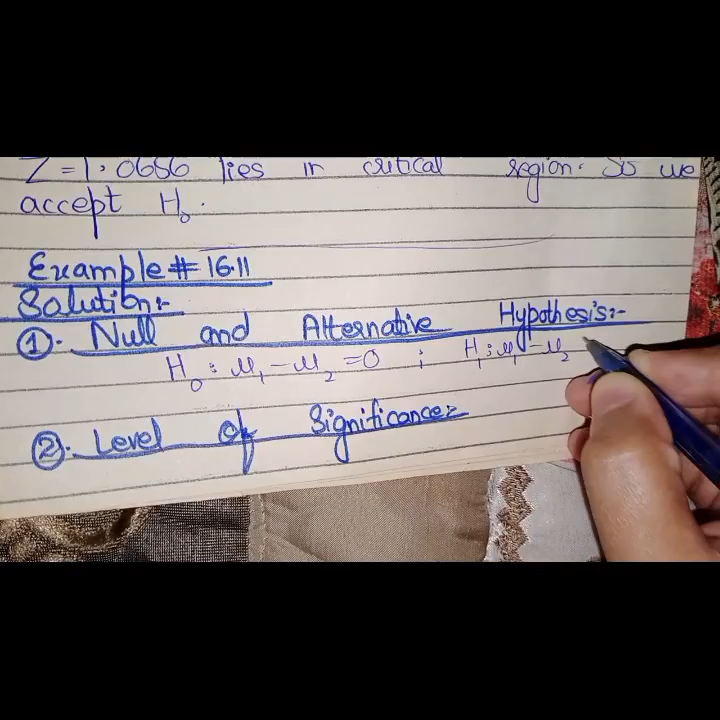 Z = 1.0686 lies in critical region. So we
accept H₀.
Example # 16.11
Solution:-
①. Null and Alternative Hypothesis:-
H₀ : μ₁ - μ₂ = 0 ; H₁ : μ₁ - μ₂
②. Level of Significance:-